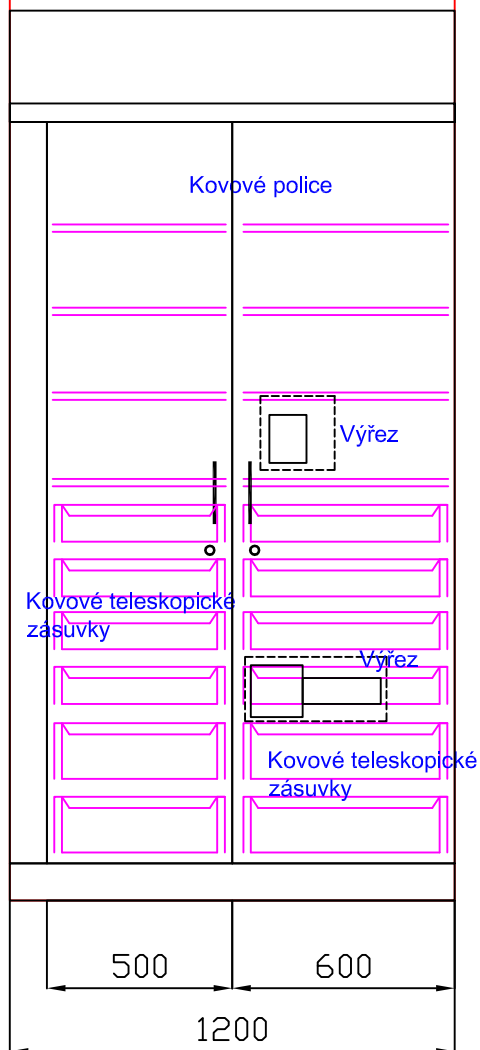 Kovové police
Výřez
Kovové teleskopické
zásuvky
Výřez
Kovové teleskopické
zásuvky
500
600
1200